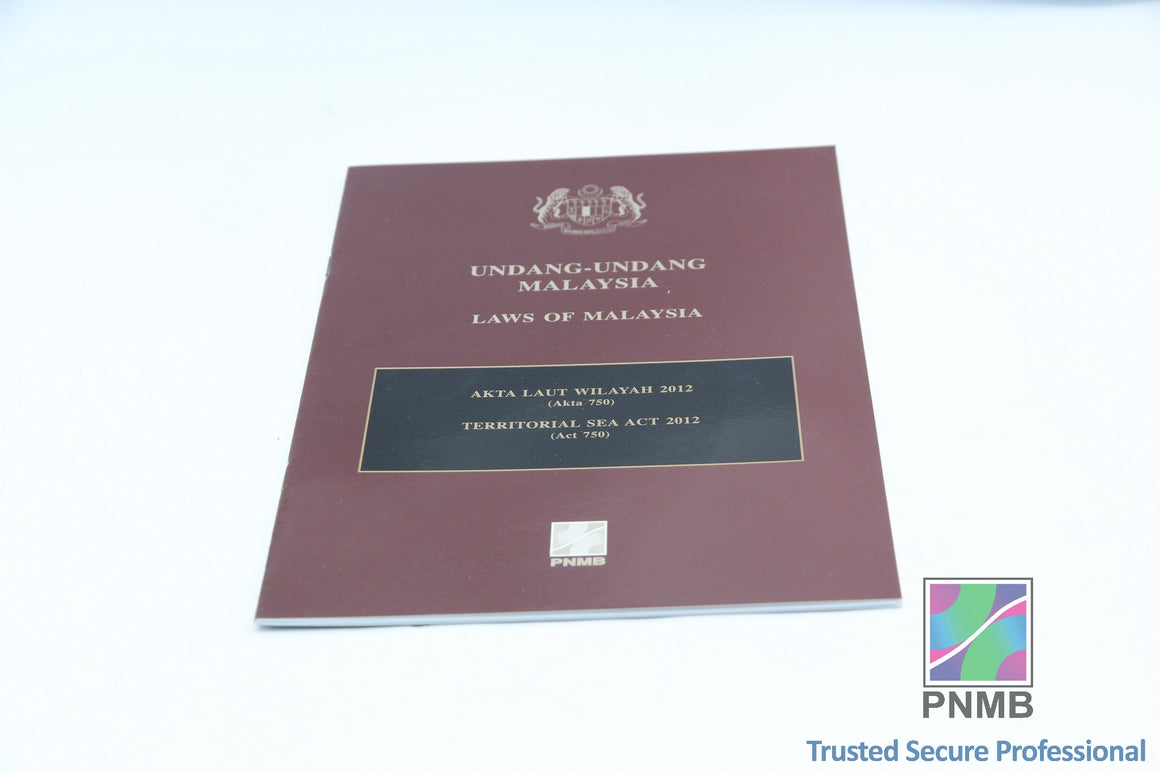 UNDANG-UNDANG
MALAYSIA
LAWS OF MALAYSIA
AKTA LAUT WILAYAH 2012
(Akta 750)
TERRITORIAL SEA ACT 2012
(Act 750)
PNMB
PNMB
Trusted Secure Professional